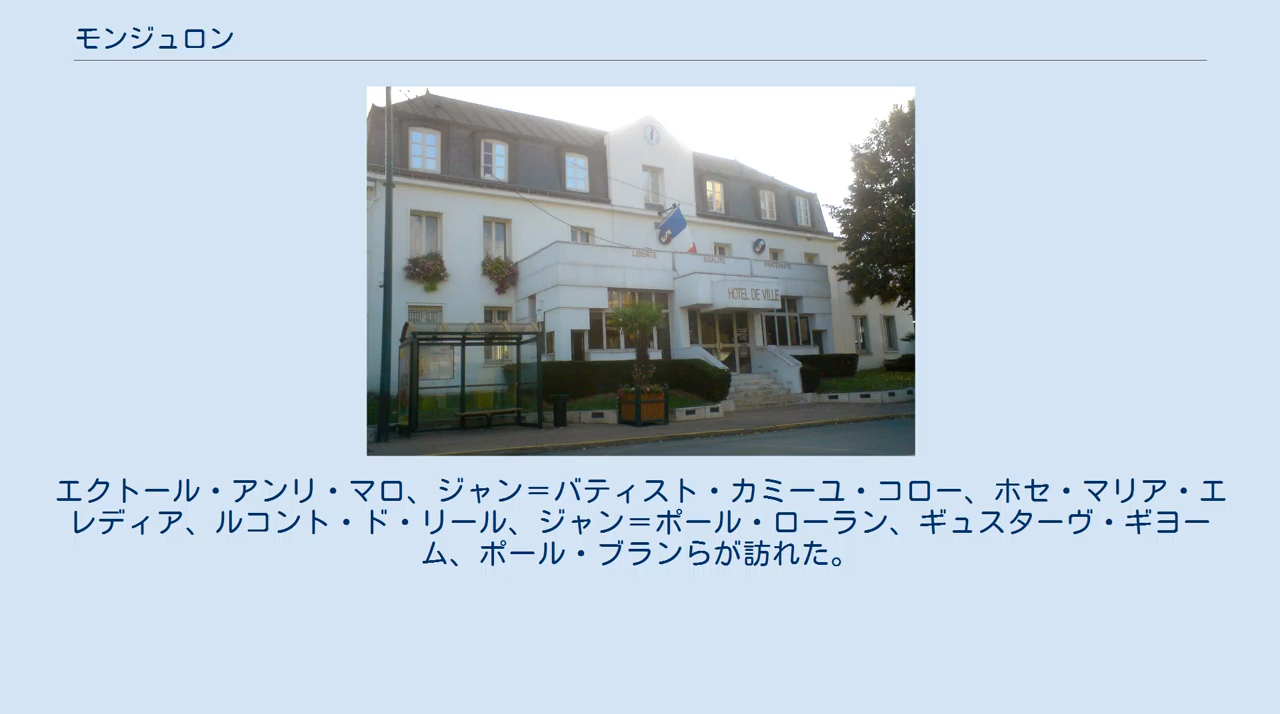 モンジュロン
LIBERTE
EGALITE
FRATERNITE
HOTEL DE VILLE
エクトール・アンリ・マロ、ジャン＝バティスト・カミーユ・コロー、ホセ・マリア・エ
レディア、ルコント・ド・リール、ジャン＝ポール・ローラン、ギュスターヴ・ギヨー
ム、ポール・ブランらが訪れた。